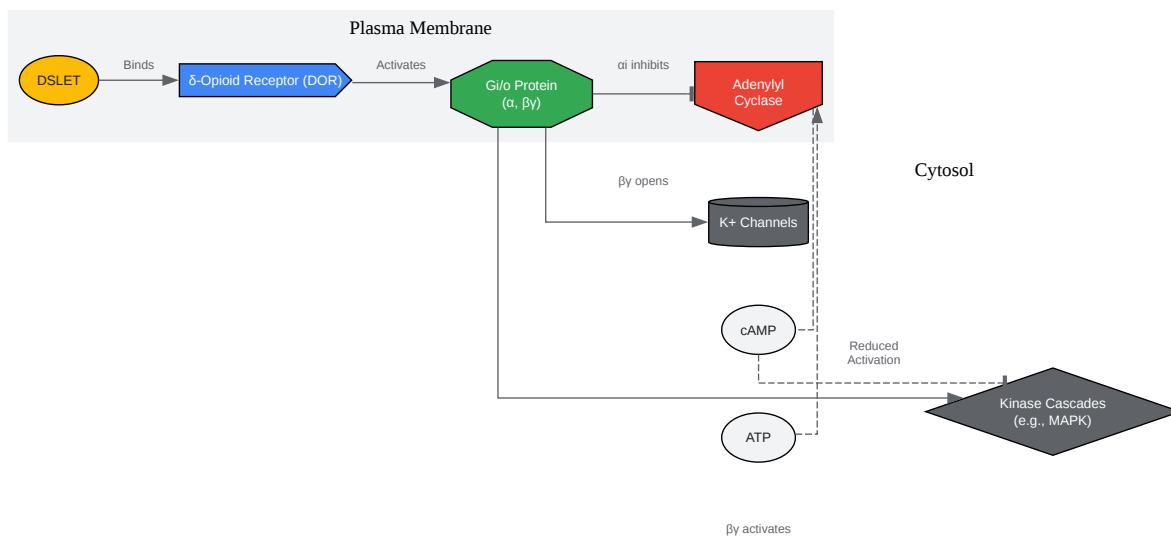 Plasma Membrane
DSLET
Binds
δ-Opioid Receptor (DOR)
Activates
Gi/o Protein
(α, βγ)
αi inhibits
Adenylyl
Cyclase
Cytosol
βγ opens
K+ Channels
cAMP
Reduced
Activation
Kinase Cascades
(e.g., MAPK)
ATP
βγ activates